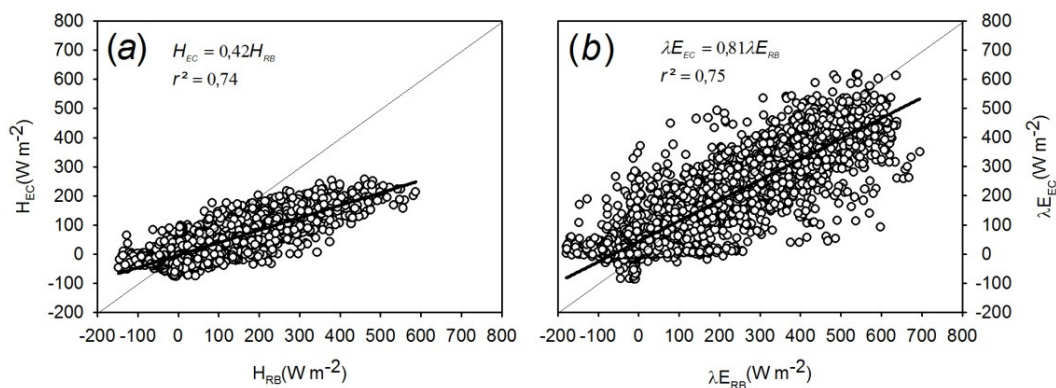 (a)
H_EC = 0,42H_RB
r² = 0,74
800
700
600
500
400
300
200
100
0
-100
-200
H_EC(W m⁻²)
-200 -100 0 100 200 300 400 500 600 700 800
H_RB(W m⁻²)
(b)
λE_EC = 0,81λE_RB
r² = 0,75
800
700
600
500
400
300
200
100
0
-100
-200
λE_EC(W m⁻²)
-200 -100 0 100 200 300 400 500 600 700 800
λE_RB(W m⁻²)